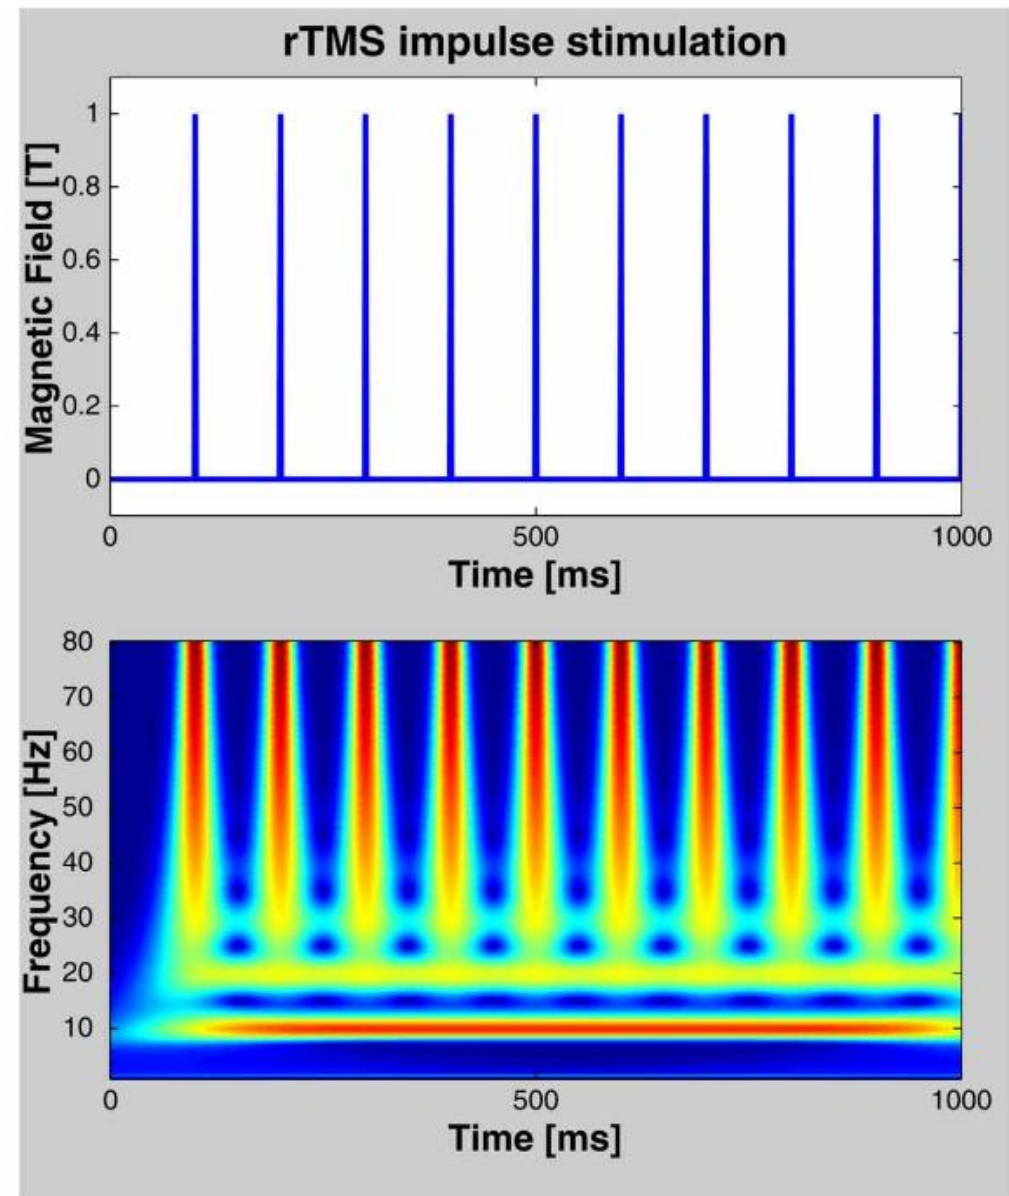 rTMS impulse stimulation
Magnetic Field [T]
1
0.8
0.6
0.4
0.2
0
0 500 1000
Time [ms]
Frequency [Hz]
80
70
60
50
40
30
20
10
0 500 1000
Time [ms]